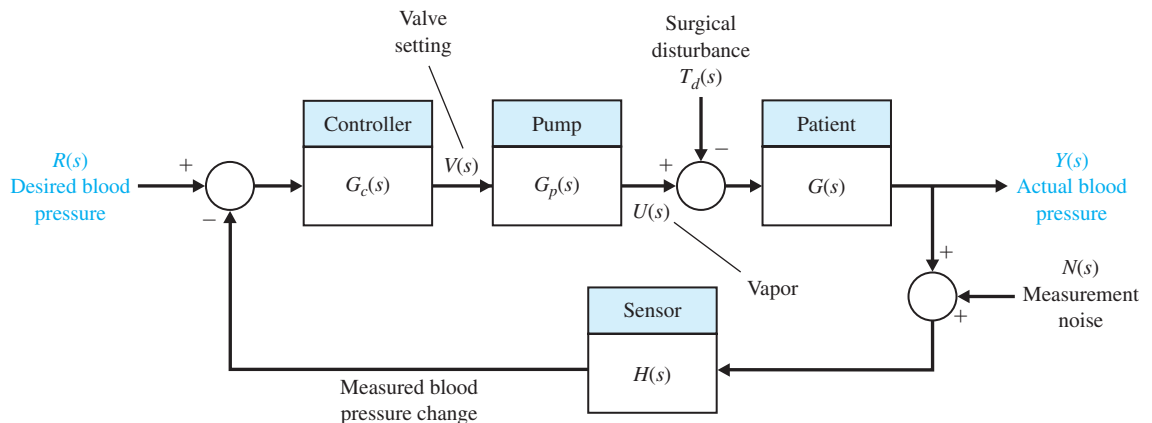 Valve
setting
Surgical
disturbance
T_d(s)
Controller
Pump
Patient
R(s)
Desired blood
pressure
+
−
G_c(s)
V(s)
G_p(s)
+
−
U(s)
G(s)
Y(s)
Actual blood
pressure
Vapor
+
+
N(s)
Measurement
noise
Sensor
H(s)
Measured blood
pressure change